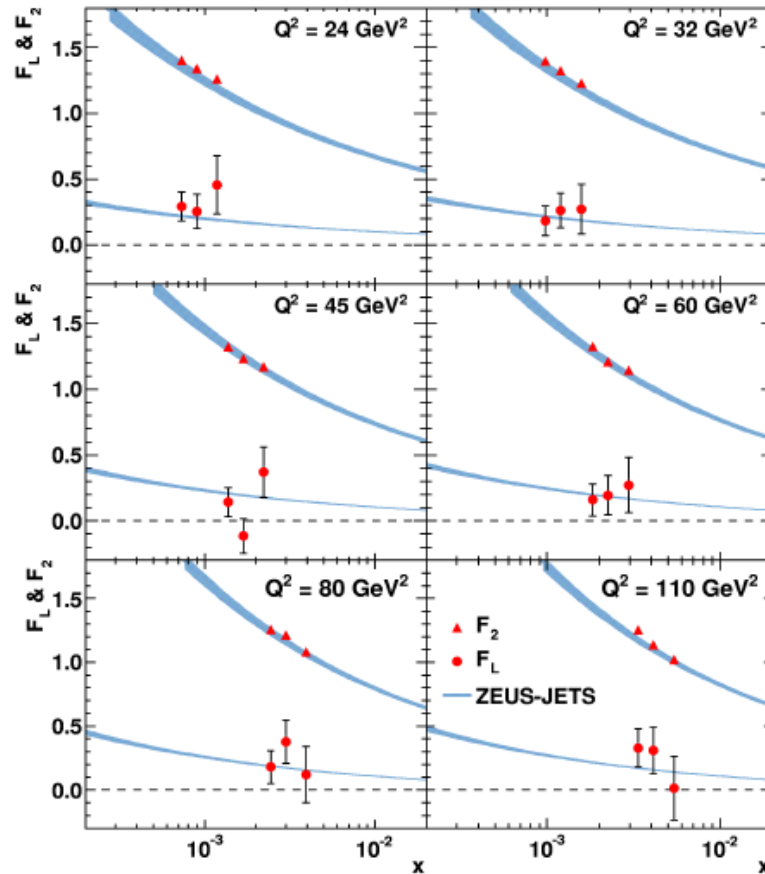 F_L & F_2
Q² = 24 GeV²
Q² = 32 GeV²
1.5
1.0
0.5
0.0
F_L & F_2
Q² = 45 GeV²
Q² = 60 GeV²
1.5
1.0
0.5
0.0
F_L & F_2
Q² = 80 GeV²
Q² = 110 GeV²
1.5
1.0
0.5
0.0
F_2
F_L
ZEUS-JETS
10⁻³
10⁻²
x
10⁻³
10⁻²
x